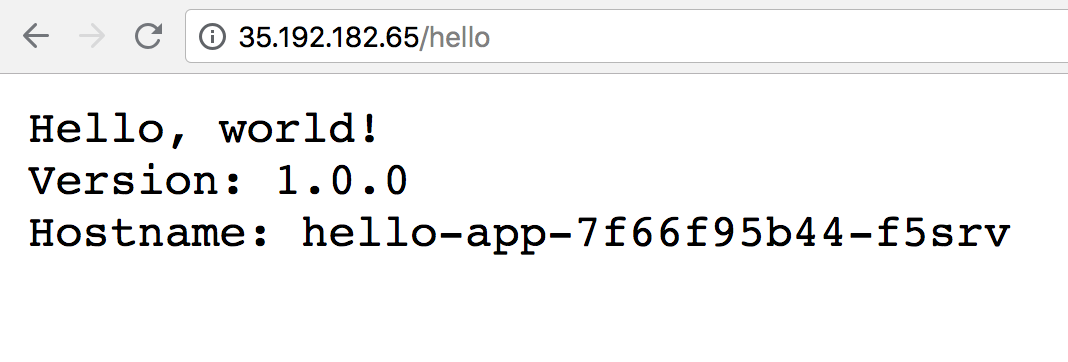 35.192.182.65/hello
Hello, world!
Version: 1.0.0
Hostname: hello-app-7f66f95b44-f5srv